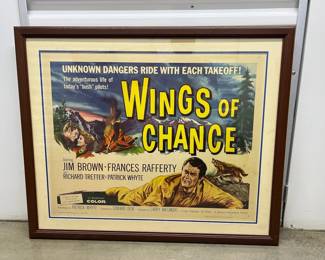 UNKNOWN DANGERS RIDE WITH EACH TAKEOFF!
The adventurous life of
today's "bush" pilots!
WINGS OF
CHANCE
JIM BROWN · FRANCES RAFFERTY
RICHARD TRETTER · PATRICK WHYTE
COLOR